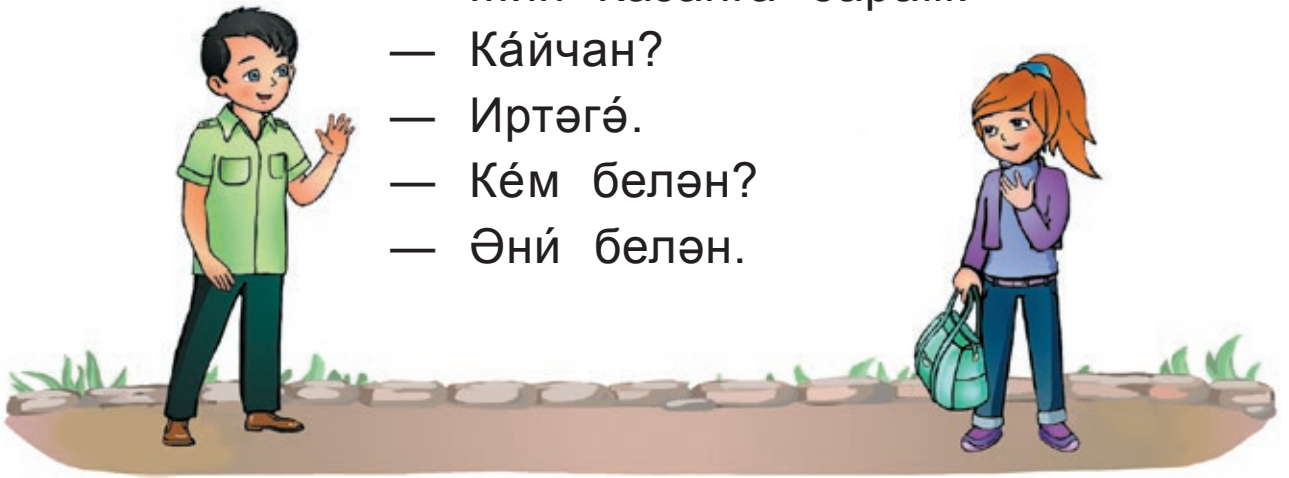 — Ка́йчан?
— Иртәгә́.
— Ке́м белән?
— Әни́ белән.